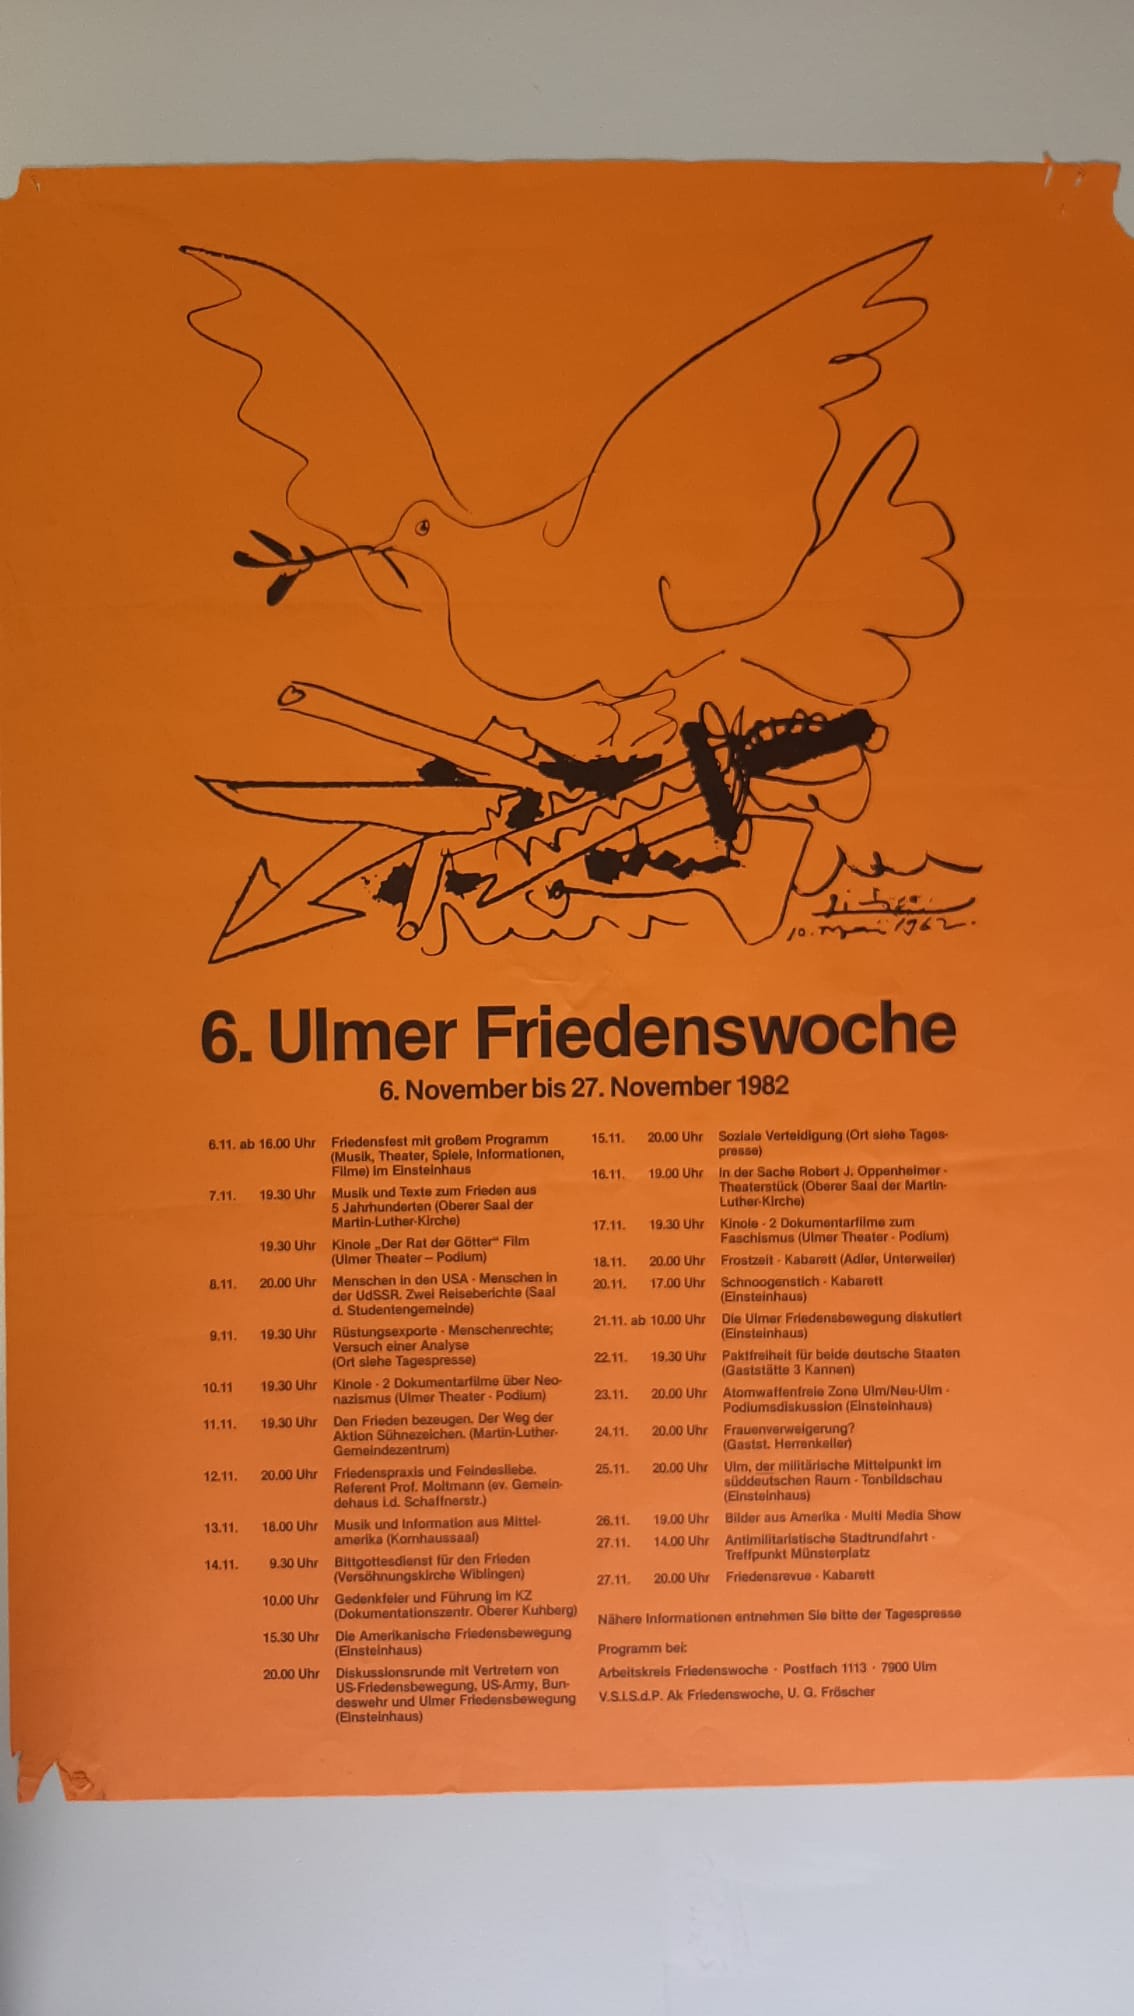 10. Mai 1962.
6. Ulmer Friedenswoche
6. November bis 27. November 1982
6.11. ab 16.00 Uhr Friedensfest mit großem Programm
(Musik, Theater, Spiele, Informationen,
Filme) im Einsteinhaus
7.11. 19.30 Uhr Musik und Texte zum Frieden aus
5 Jahrhunderten (Oberer Saal der
Martin-Luther-Kirche)
19.30 Uhr Kinole „Der Rat der Götter“ Film
(Ulmer Theater – Podium)
8.11. 20.00 Uhr Menschen in den USA - Menschen in
der UdSSR. Zwei Reiseberichte (Saal
d. Studentengemeinde)
9.11. 19.30 Uhr Rüstungsexporte - Menschenrechte;
Versuch einer Analyse
(Ort siehe Tagespresse)
10.11 19.30 Uhr Kinole - 2 Dokumentarfilme über Neo-
nazismus (Ulmer Theater - Podium)
11.11. 19.30 Uhr Den Frieden bezeugen. Der Weg der
Aktion Sühnezeichen. (Martin-Luther-
Gemeindezentrum)
12.11. 20.00 Uhr Friedenspraxis und Feindesliebe.
Referent Prof. Moltmann (ev. Gemein-
dehaus i.d. Schaffnerstr.)
13.11. 18.00 Uhr Musik und Information aus Mittel-
amerika (Kornhaussaal)
14.11. 9.30 Uhr Bittgottesdienst für den Frieden
(Versöhnungskirche Wiblingen)
10.00 Uhr Gedenkfeier und Führung im KZ
(Dokumentationszentr. Oberer Kuhberg)
15.30 Uhr Die Amerikanische Friedensbewegung
(Einsteinhaus)
20.00 Uhr Diskussionsrunde mit Vertretern von
US-Friedensbewegung, US-Army, Bun-
deswehr und Ulmer Friedensbewegung
(Einsteinhaus)
15.11. 20.00 Uhr Soziale Verteidigung (Ort siehe Tages-
presse)
16.11. 19.00 Uhr In der Sache Robert J. Oppenheimer -
Theaterstück (Oberer Saal der Martin-
Luther-Kirche)
17.11. 19.30 Uhr Kinole - 2 Dokumentarfilme zum
Faschismus (Ulmer Theater - Podium)
18.11. 20.00 Uhr Frostzeit - Kabarett (Adler, Unterweiler)
20.11. 17.00 Uhr Schnoogenstich - Kabarett
(Einsteinhaus)
21.11. ab 10.00 Uhr Die Ulmer Friedensbewegung diskutiert
(Einsteinhaus)
22.11. 19.30 Uhr Paktfreiheit für beide deutsche Staaten
(Gaststätte 3 Kannen)
23.11. 20.00 Uhr Atomwaffenfreie Zone Ulm/Neu-Ulm -
Podiumsdiskussion (Einsteinhaus)
24.11. 20.00 Uhr Frauenverweigerung?
(Gastst. Herrenkeller)
25.11. 20.00 Uhr Ulm, der militärische Mittelpunkt im
süddeutschen Raum - Tonbildschau
(Einsteinhaus)
26.11. 19.00 Uhr Bilder aus Amerika - Multi Media Show
27.11. 14.00 Uhr Antimilitaristische Stadtrundfahrt -
Treffpunkt Münsterplatz
27.11. 20.00 Uhr Friedensrevue - Kabarett
Nähere Informationen entnehmen Sie bitte der Tagespresse
Programm bei:
Arbeitskreis Friedenswoche · Postfach 1113 · 7900 Ulm
V.S.I.S.d.P. Ak Friedenswoche, U. G. Fröscher